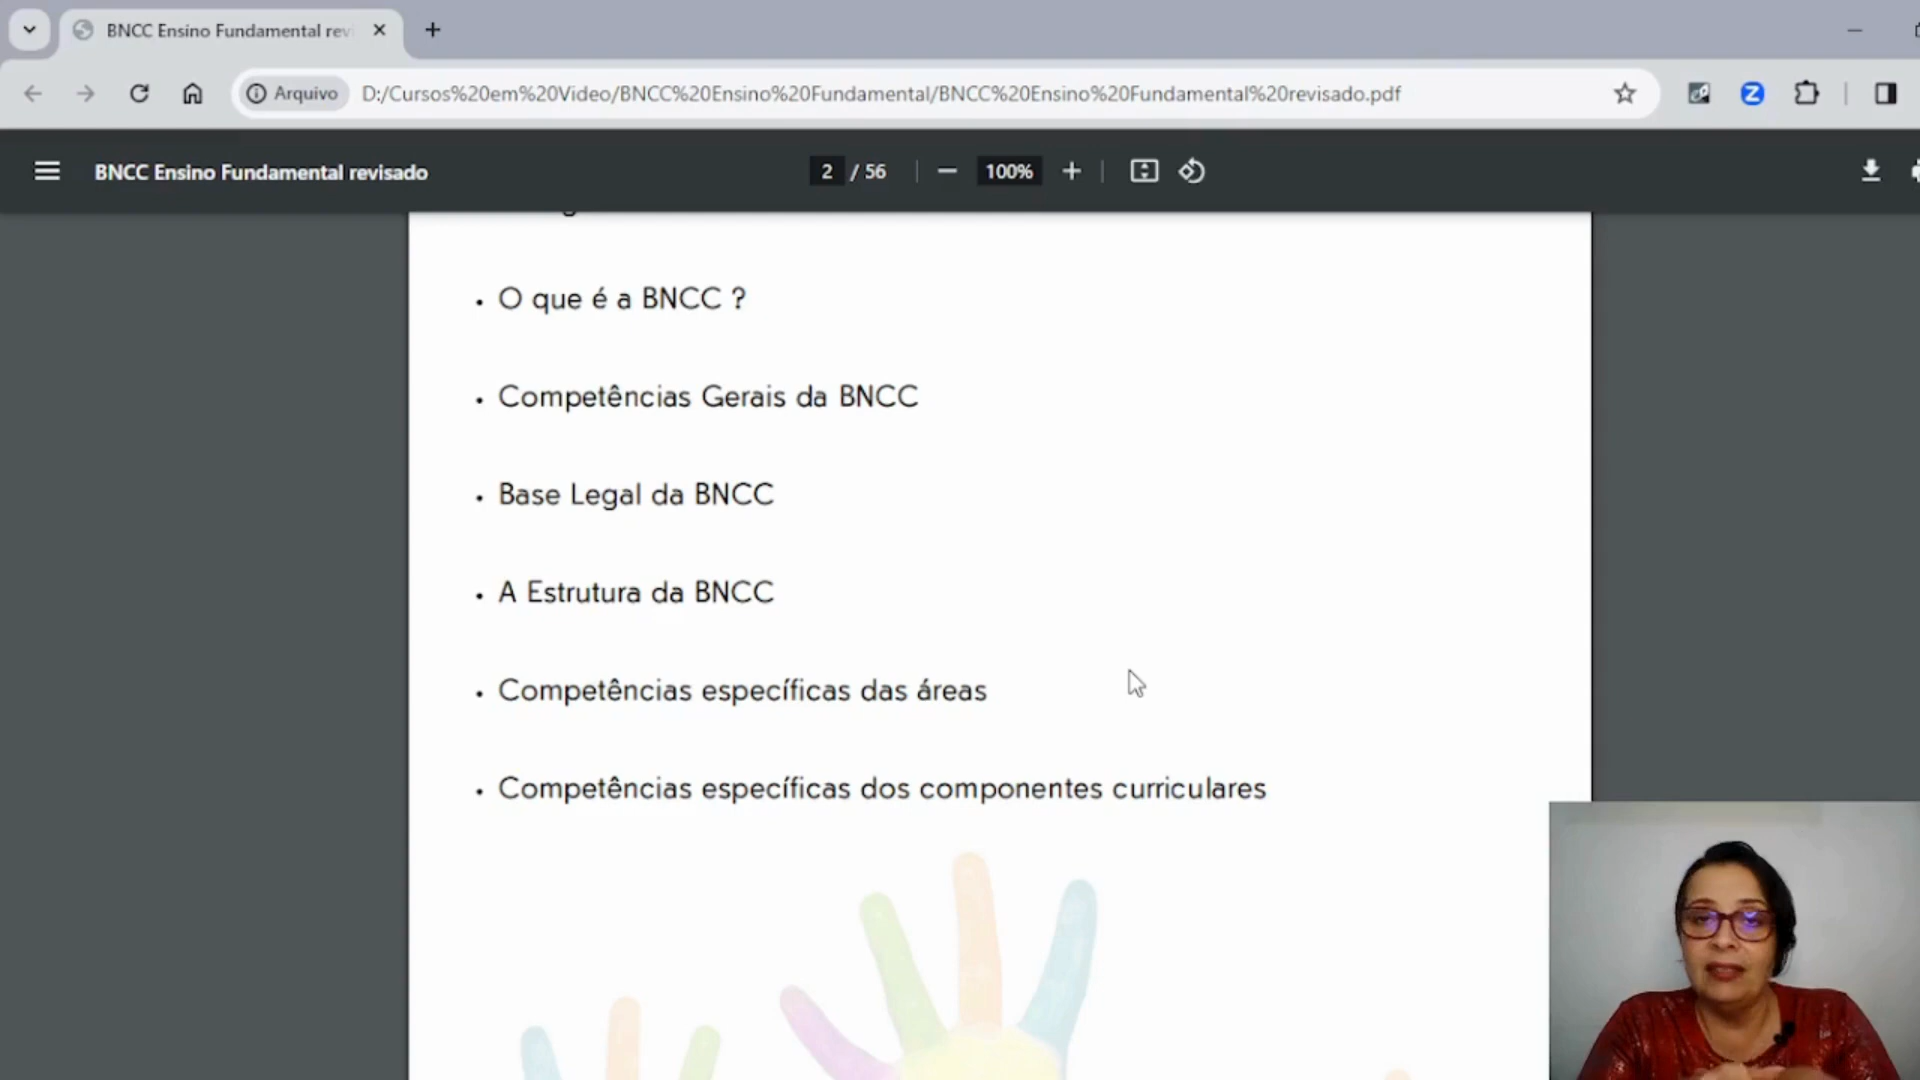 BNCC Ensino Fundamental rev
Arquivo
D:/Cursos%20em%20Video/BNCC%20Ensino%20Fundamental/BNCC%20Ensino%20Fundamental%20revisado.pdf
BNCC Ensino Fundamental revisado
2 / 56
100%
• O que é a BNCC ?
• Competências Gerais da BNCC
• Base Legal da BNCC
• A Estrutura da BNCC
• Competências específicas das áreas
• Competências específicas dos componentes curriculares